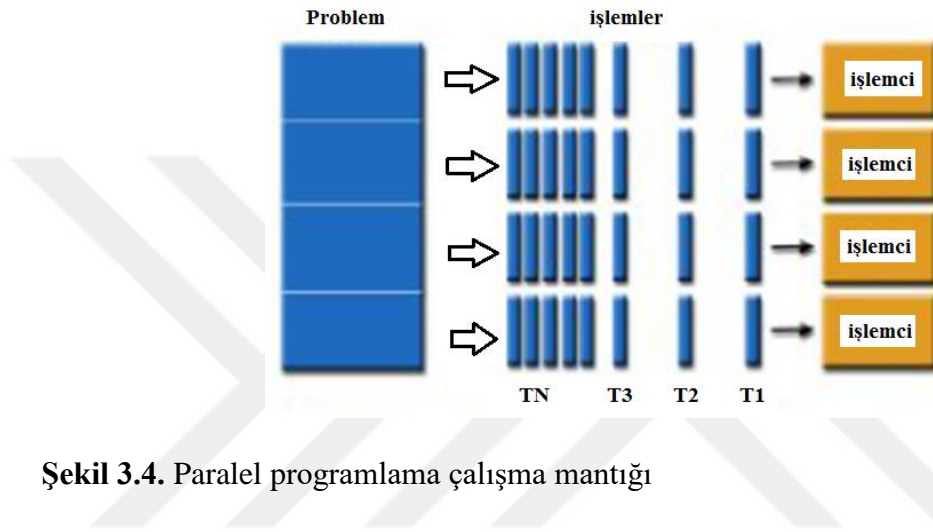 Problem
işlemler
işlemci
işlemci
işlemci
işlemci
TN T3 T2 T1
Şekil 3.4. Paralel programlama çalışma mantığı